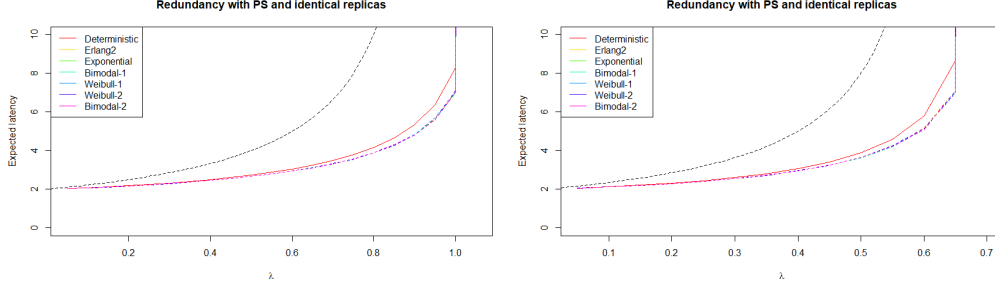 Redundancy with PS and identical replicas
Expected latency
10
8
6
4
2
0
Deterministic
Erlang2
Exponential
Bimodal-1
Weibull-1
Weibull-2
Bimodal-2
0.2
0.4
0.6
0.8
1.0
λ
Redundancy with PS and identical replicas
Expected latency
10
8
6
4
2
0
Deterministic
Erlang2
Exponential
Bimodal-1
Weibull-1
Weibull-2
Bimodal-2
0.1
0.2
0.3
0.4
0.5
0.6
0.7
λ